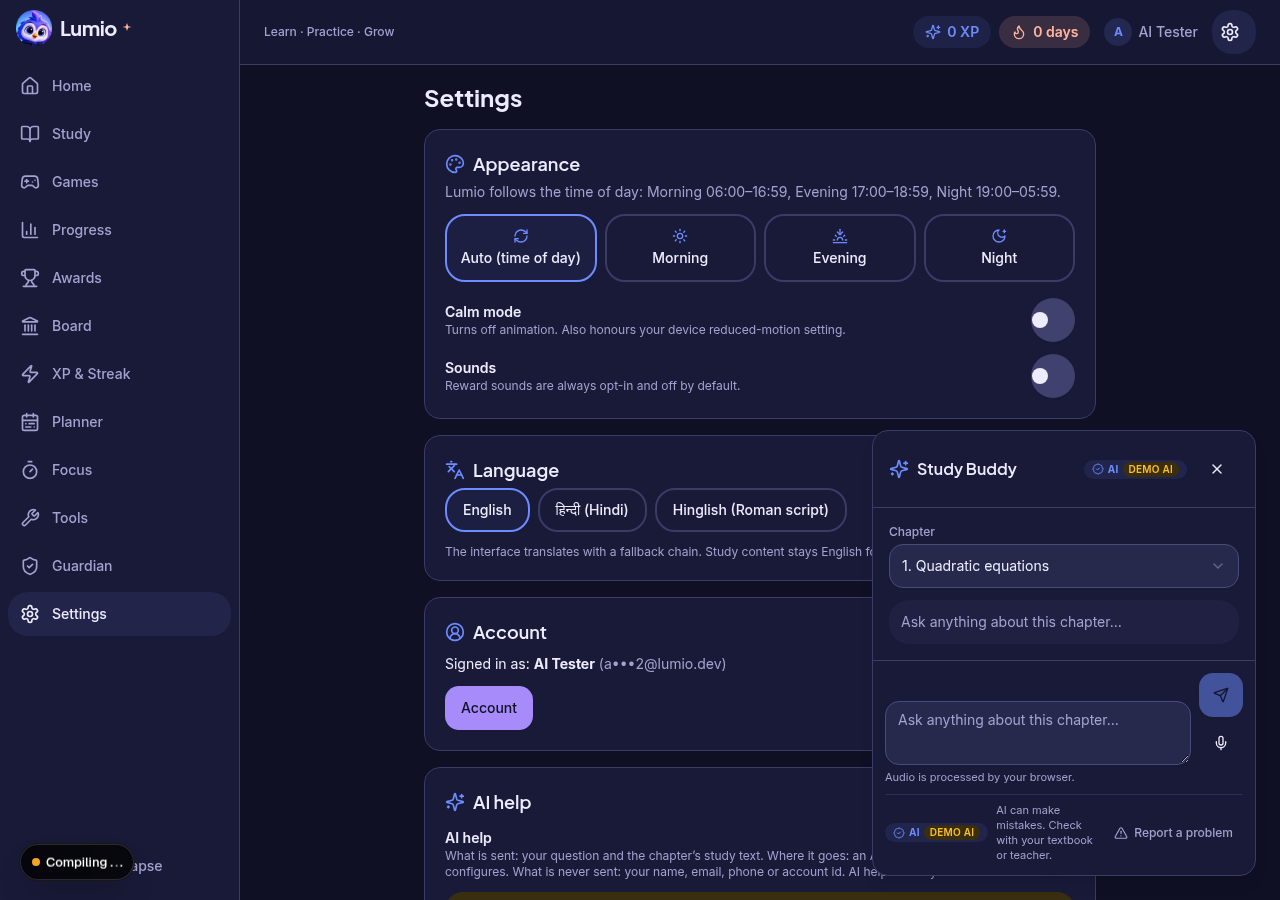 Lumio
Learn · Practice · Grow
0 XP
0 days
A
AI Tester
Home
Study
Games
Progress
Awards
Board
XP & Streak
Planner
Focus
Tools
Guardian
Settings
Compiling ...
apse
Settings
Appearance
Lumio follows the time of day: Morning 06:00–16:59, Evening 17:00–18:59, Night 19:00–05:59.
Auto (time of day)
Morning
Evening
Night
Calm mode
Turns off animation. Also honours your device reduced-motion setting.
Sounds
Reward sounds are always opt-in and off by default.
Language
English
हिन्दी (Hindi)
Hinglish (Roman script)
The interface translates with a fallback chain. Study content stays English
Account
Signed in as: AI Tester (a•••2@lumio.dev)
Account
AI help
AI help
What is sent: your question and the chapter's study text. Where it goes: an
configures. What is never sent: your name, email, phone or account id. AI
Study Buddy
AI DEMO AI
Chapter
1. Quadratic equations
Ask anything about this chapter...
Ask anything about this chapter...
Audio is processed by your browser.
AI DEMO AI
AI can make
mistakes. Check
with your textbook
or teacher.
Report a problem